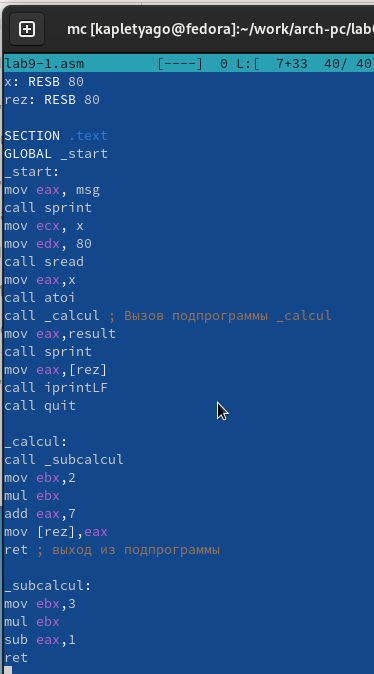 mc [kapletyago@fedora]:~/work/arch-pc/lab
lab9-1.asm [----] 0 L:[ 7+33 40/ 40]
x: RESB 80
rez: RESB 80
SECTION .text
GLOBAL _start
_start:
mov eax, msg
call sprint
mov ecx, x
mov edx, 80
call sread
mov eax,x
call atoi
call _calcul ; Вызов подпрограммы _calcul
mov eax,result
call sprint
mov eax,[rez]
call iprintLF
call quit
_calcul:
call _subcalcul
mov ebx,2
mul ebx
add eax,7
mov [rez],eax
ret ; выход из подпрограммы
_subcalcul:
mov ebx,3
mul ebx
sub eax,1
ret